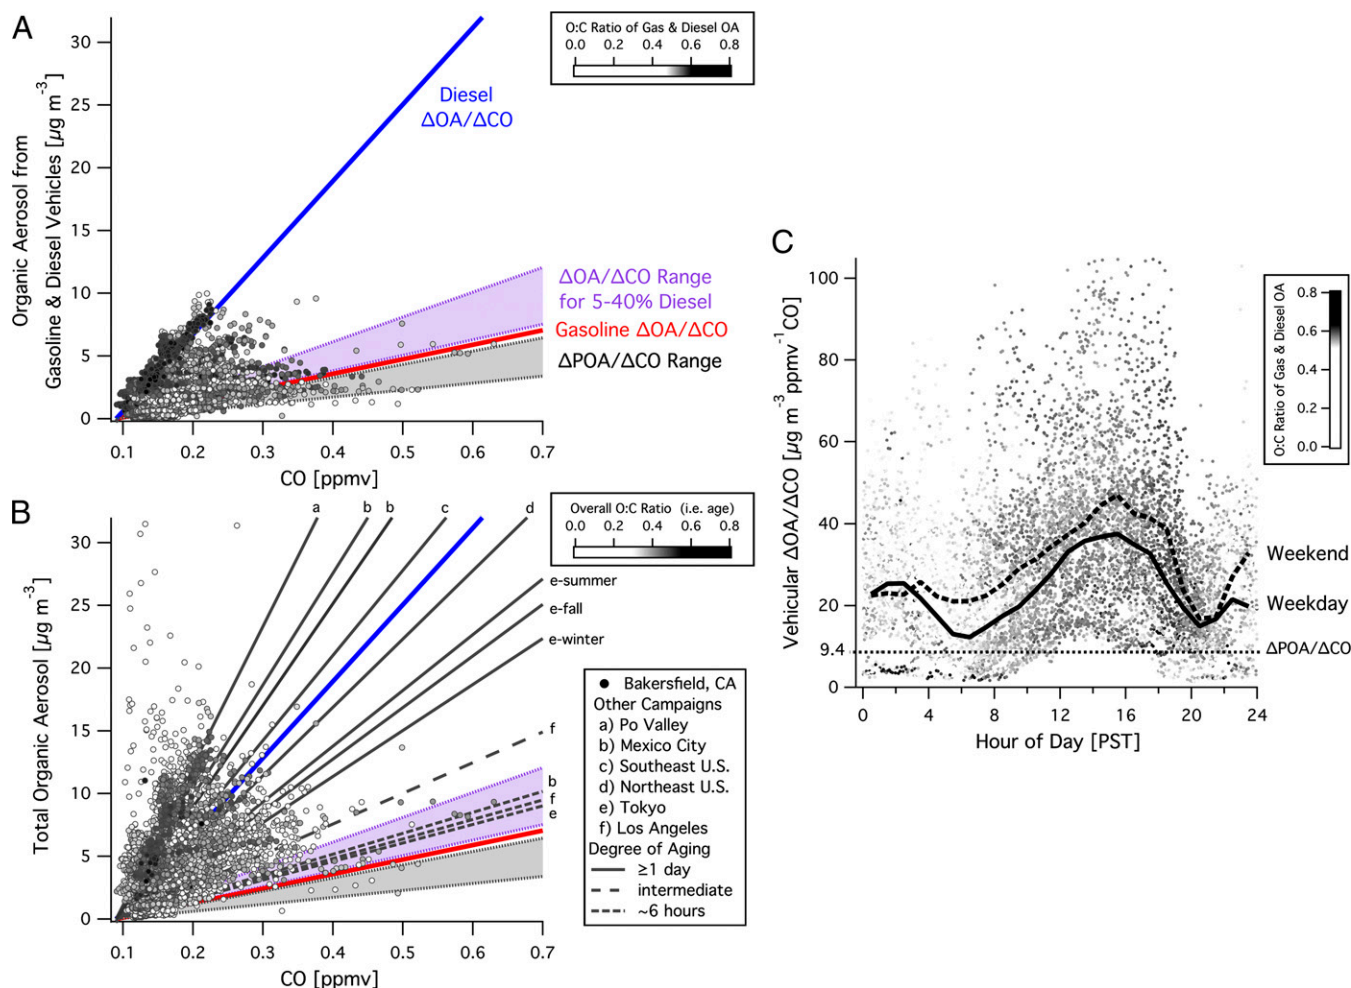 A
Organic Aerosol from
Gasoline & Diesel Vehicles [µg m⁻³]
30
25
20
15
10
5
0
0.1 0.2 0.3 0.4 0.5 0.6 0.7
CO [ppmv]
O:C Ratio of Gas & Diesel OA
0.0 0.2 0.4 0.6 0.8
Diesel
ΔOA/ΔCO
ΔOA/ΔCO Range
for 5-40% Diesel
Gasoline ΔOA/ΔCO
ΔPOA/ΔCO Range
B
Total Organic Aerosol [µg m⁻³]
30
25
20
15
10
5
0
0.1 0.2 0.3 0.4 0.5 0.6 0.7
CO [ppmv]
a b b c d
Overall O:C Ratio (i.e. age)
0.0 0.2 0.4 0.6 0.8
e-summer
e-fall
e-winter
f
b
f
e
Bakersfield, CA
Other Campaigns
a) Po Valley
b) Mexico City
c) Southeast U.S.
d) Northeast U.S.
e) Tokyo
f) Los Angeles
Degree of Aging
≥1 day
intermediate
~6 hours
C
Vehicular ΔOA/ΔCO [µg m⁻³ ppmv⁻¹ CO]
100
80
60
40
20
9.4
0
0 4 8 12 16 20 24
Hour of Day [PST]
O:C Ratio of Gas & Diesel OA
0.8
0.6
0.4
0.2
0.0
Weekend
Weekday
ΔPOA/ΔCO